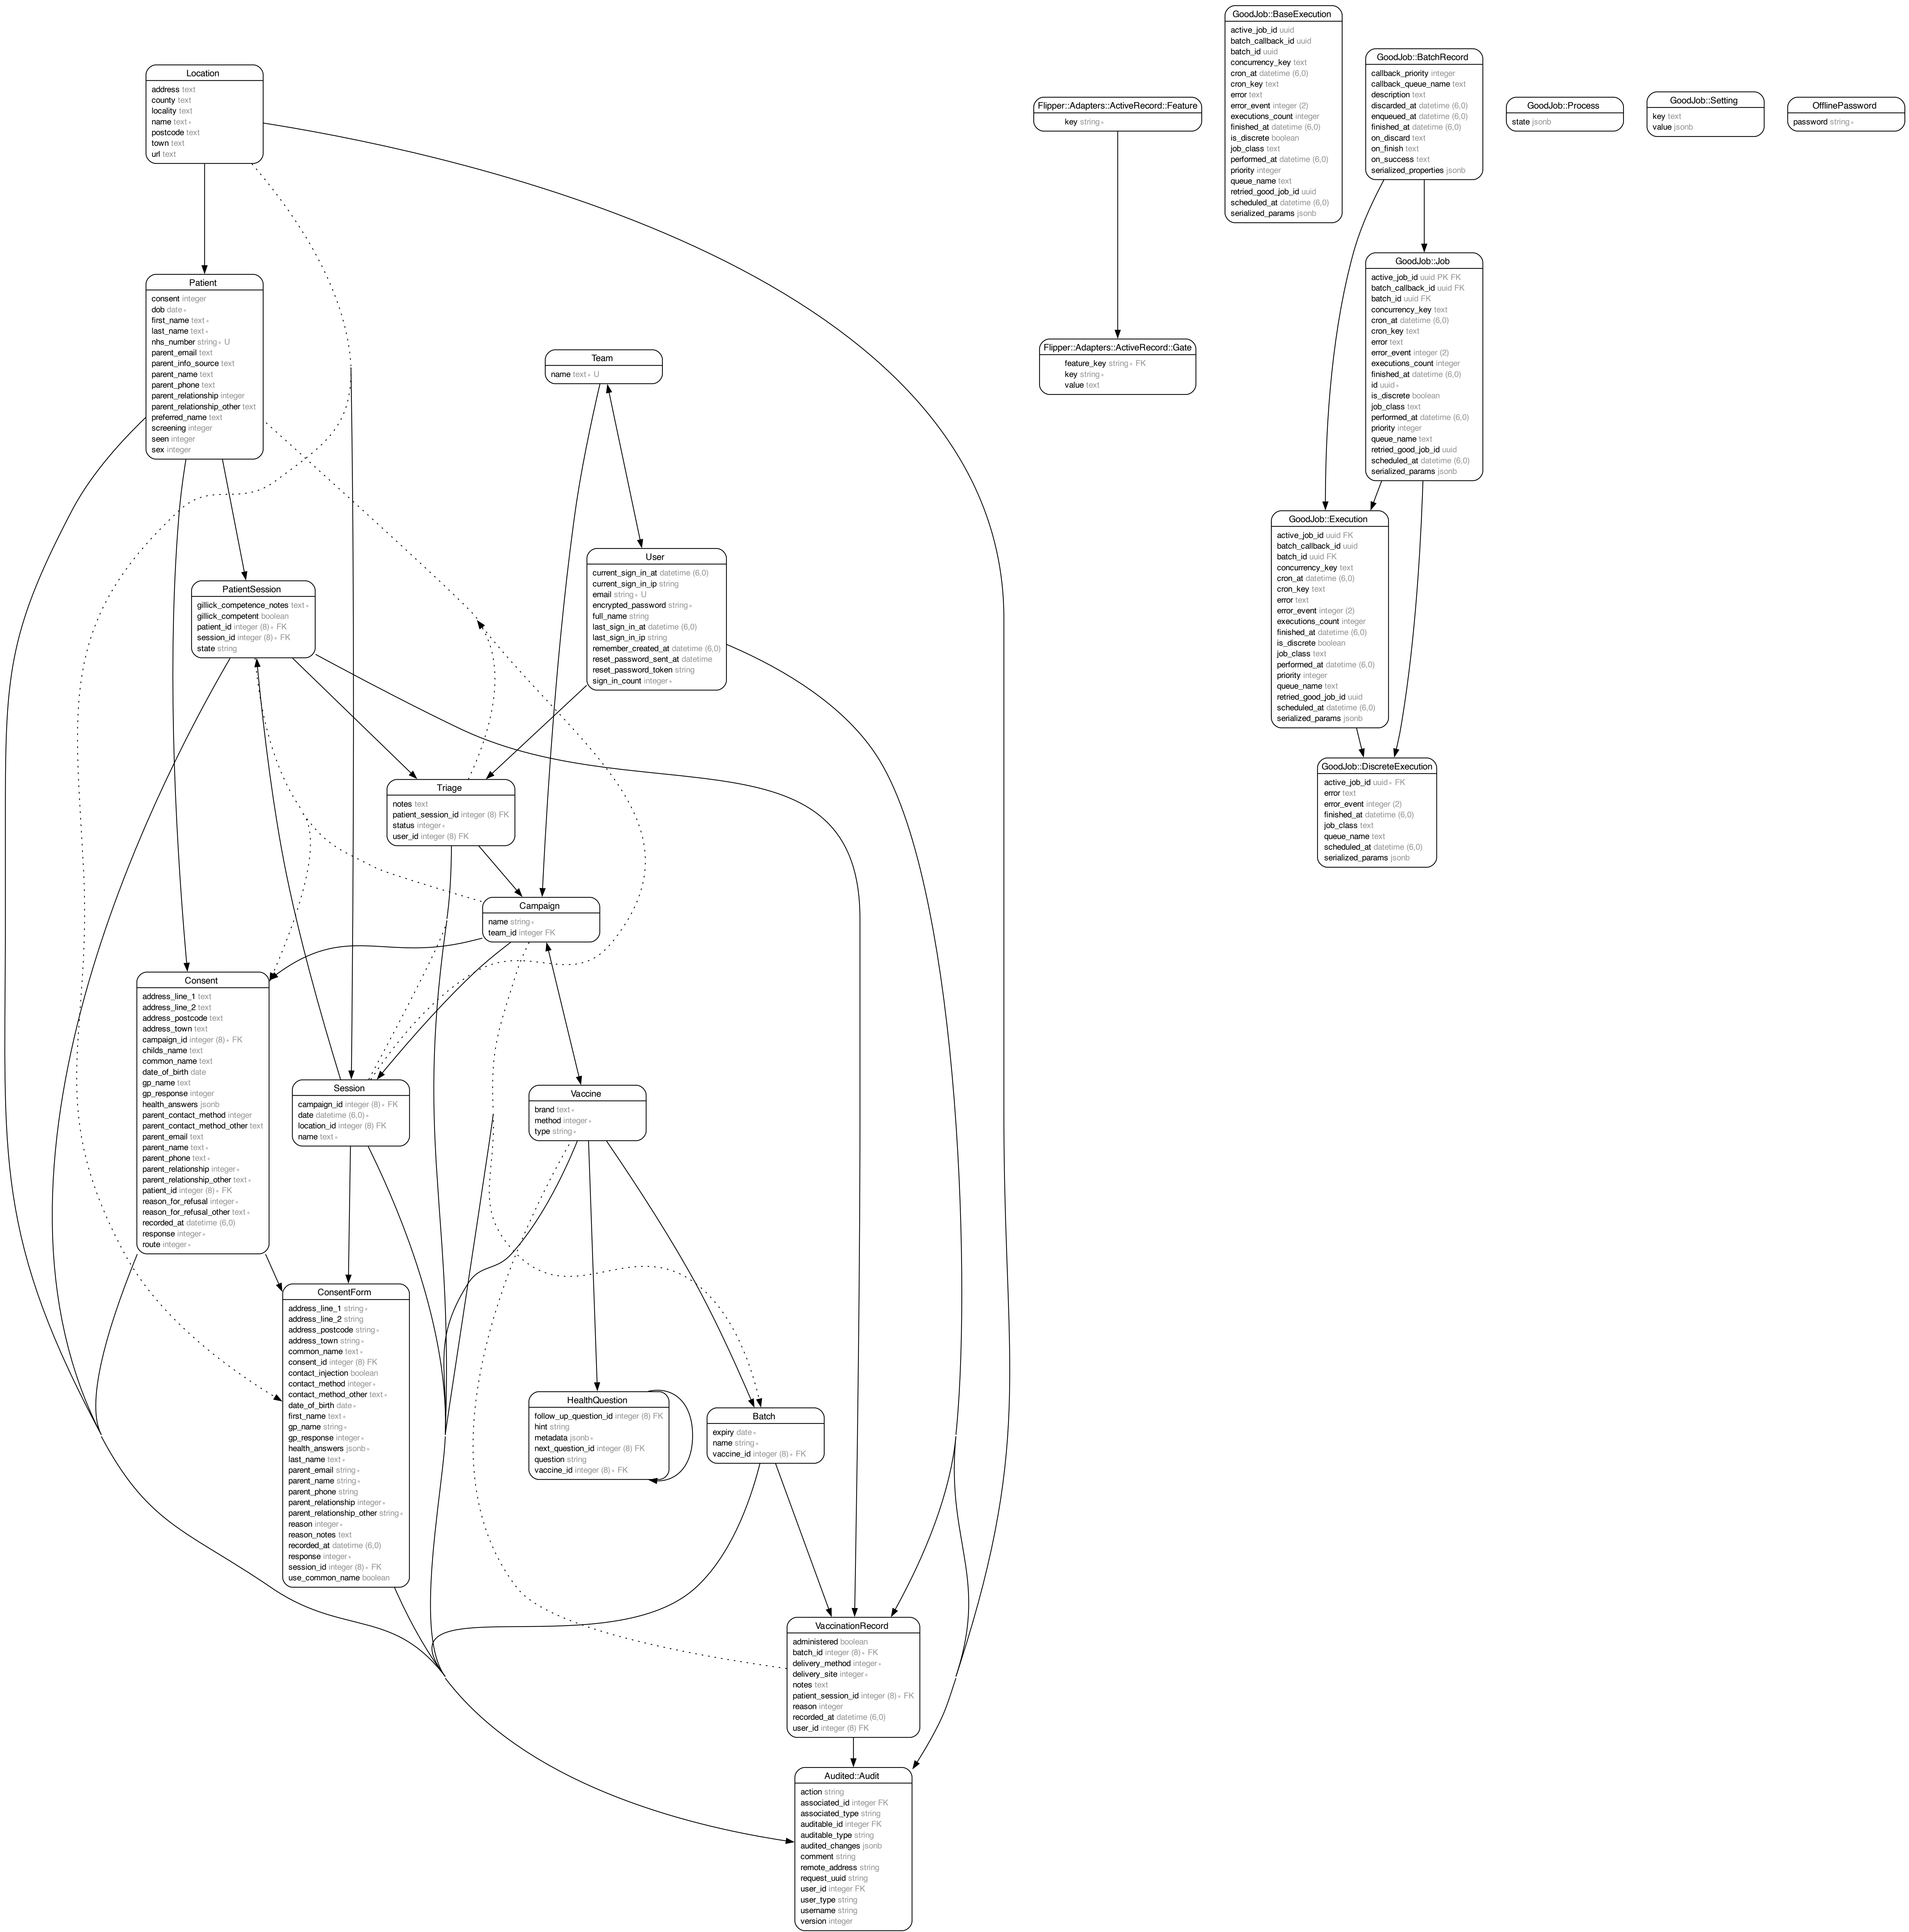 GoodJob::BaseExecution
active_job_id uuid
batch_callback_id uuid
batch_id uuid
concurrency_key text
cron_at datetime (6,0)
cron_key text
error text
error_event integer (2)
executions_count integer
finished_at datetime (6,0)
is_discrete boolean
job_class text
performed_at datetime (6,0)
priority integer
queue_name text
retried_good_job_id uuid
scheduled_at datetime (6,0)
serialized_params jsonb
GoodJob::BatchRecord
callback_priority integer
callback_queue_name text
description text
discarded_at datetime (6,0)
enqueued_at datetime (6,0)
finished_at datetime (6,0)
on_discard text
on_finish text
on_success text
serialized_properties jsonb
GoodJob::Process
state jsonb
GoodJob::Setting
key text
value jsonb
OfflinePassword
password string ∗
Flipper::Adapters::ActiveRecord::Feature
key string ∗
Flipper::Adapters::ActiveRecord::Gate
feature_key string ∗ FK
key string ∗
value text
Location
address text
county text
locality text
name text ∗
postcode text
town text
url text
Patient
consent integer
dob date ∗
first_name text ∗
last_name text ∗
nhs_number string ∗ U
parent_email text
parent_info_source text
parent_name text
parent_phone text
parent_relationship integer
parent_relationship_other text
preferred_name text
screening integer
seen integer
sex integer
Team
name text ∗ U
User
current_sign_in_at datetime (6,0)
current_sign_in_ip string
email string ∗ U
encrypted_password string ∗
full_name string
last_sign_in_at datetime (6,0)
last_sign_in_ip string
remember_created_at datetime (6,0)
reset_password_sent_at datetime
reset_password_token string
sign_in_count integer ∗
PatientSession
gillick_competence_notes text ∗
gillick_competent boolean
patient_id integer (8) ∗ FK
session_id integer (8) ∗ FK
state string
Triage
notes text
patient_session_id integer (8) FK
status integer ∗
user_id integer (8) FK
Campaign
name string ∗
team_id integer FK
Consent
address_line_1 text
address_line_2 text
address_postcode text
address_town text
campaign_id integer (8) ∗ FK
childs_name text
common_name text
date_of_birth date
gp_name text
gp_response integer
health_answers jsonb
parent_contact_method integer
parent_contact_method_other text
parent_email text
parent_name text ∗
parent_phone text ∗
parent_relationship integer ∗
parent_relationship_other text ∗
patient_id integer (8) ∗ FK
reason_for_refusal integer ∗
reason_for_refusal_other text ∗
recorded_at datetime (6,0)
response integer ∗
route integer ∗
Session
campaign_id integer (8) ∗ FK
date datetime (6,0) ∗
location_id integer (8) FK
name text ∗
Vaccine
brand text ∗
method integer ∗
type string ∗
ConsentForm
address_line_1 string ∗
address_line_2 string
address_postcode string ∗
address_town string ∗
common_name text ∗
consent_id integer (8) FK
contact_injection boolean
contact_method integer ∗
contact_method_other text ∗
date_of_birth date ∗
first_name text ∗
gp_name string ∗
gp_response integer ∗
health_answers jsonb ∗
last_name text ∗
parent_email string ∗
parent_name string ∗
parent_phone string
parent_relationship integer ∗
parent_relationship_other string ∗
reason integer ∗
reason_notes text
recorded_at datetime (6,0)
response integer ∗
session_id integer (8) ∗ FK
use_common_name boolean
HealthQuestion
follow_up_question_id integer (8) FK
hint string
metadata jsonb ∗
next_question_id integer (8) FK
question string
vaccine_id integer (8) ∗ FK
Batch
expiry date ∗
name string ∗
vaccine_id integer (8) ∗ FK
VaccinationRecord
administered boolean
batch_id integer (8) ∗ FK
delivery_method integer ∗
delivery_site integer ∗
notes text
patient_session_id integer (8) ∗ FK
reason integer
recorded_at datetime (6,0)
user_id integer (8) FK
Audited::Audit
action string
associated_id integer FK
associated_type string
auditable_id integer FK
auditable_type string
audited_changes jsonb
comment string
remote_address string
request_uuid string
user_id integer FK
user_type string
username string
version integer
GoodJob::Job
active_job_id uuid PK FK
batch_callback_id uuid FK
batch_id uuid FK
concurrency_key text
cron_at datetime (6,0)
cron_key text
error text
error_event integer (2)
executions_count integer
finished_at datetime (6,0)
id uuid ∗
is_discrete boolean
job_class text
performed_at datetime (6,0)
priority integer
queue_name text
retried_good_job_id uuid
scheduled_at datetime (6,0)
serialized_params jsonb
GoodJob::Execution
active_job_id uuid FK
batch_callback_id uuid
batch_id uuid FK
concurrency_key text
cron_at datetime (6,0)
cron_key text
error text
error_event integer (2)
executions_count integer
finished_at datetime (6,0)
is_discrete boolean
job_class text
performed_at datetime (6,0)
priority integer
queue_name text
retried_good_job_id uuid
scheduled_at datetime (6,0)
serialized_params jsonb
GoodJob::DiscreteExecution
active_job_id uuid ∗ FK
error text
error_event integer (2)
finished_at datetime (6,0)
job_class text
queue_name text
scheduled_at datetime (6,0)
serialized_params jsonb